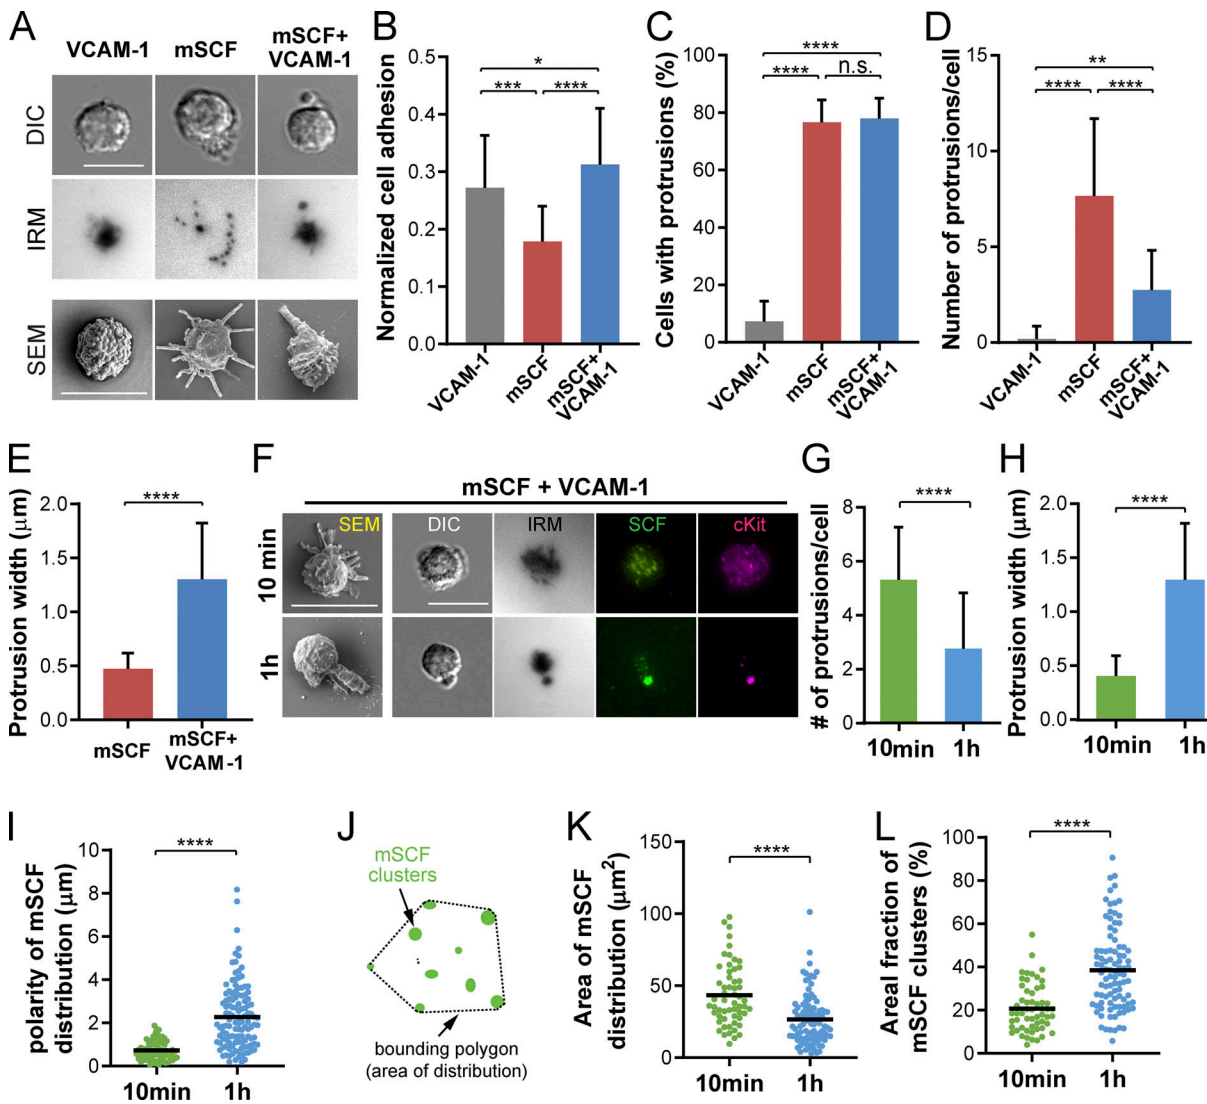 A
VCAM-1
mSCF
mSCF+
VCAM-1
DIC
IRM
SEM
B
Normalized cell adhesion
0.5
0.4
0.3
0.2
0.1
0.0
*
***
****
VCAM-1
mSCF
mSCF+
VCAM-1
C
Cells with protrusions (%)
100
80
60
40
20
0
****
****
n.s.
VCAM-1
mSCF
mSCF+
VCAM-1
D
Number of protrusions/cell
15
10
5
0
**
****
****
VCAM-1
mSCF
mSCF+
VCAM-1
E
Protrusion width (μm)
2.0
1.5
1.0
0.5
0.0
****
mSCF
mSCF+
VCAM-1
F
mSCF + VCAM-1
SEM
DIC
IRM
SCF
cKit
10 min
1h
G
# of protrusions/cell
8
6
4
2
0
****
10min
1h
H
Protrusion width (μm)
2.0
1.5
1.0
0.5
0.0
****
10min
1h
I
polarity of mSCF
distribution (μm)
10
8
6
4
2
0
****
10min
1h
J
mSCF
clusters
bounding polygon
(area of distribution)
K
Area of mSCF
distribution (μm²)
150
100
50
0
****
10min
1h
L
Areal fraction of
mSCF clusters (%)
100
80
60
40
20
0
****
10min
1h